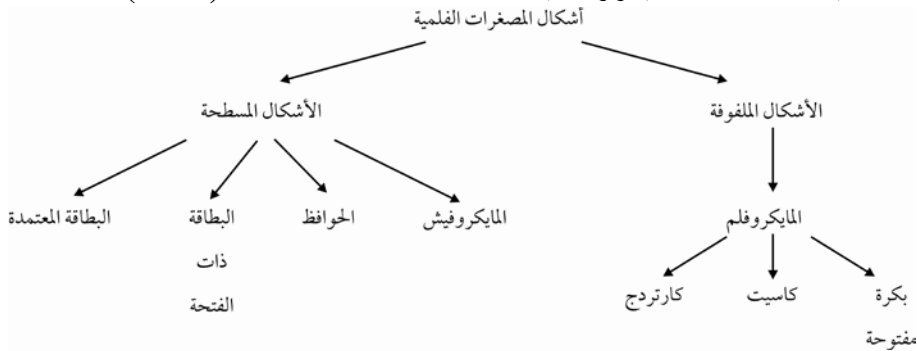 أشكال المصغرات الفلمية
الأشكال الملفوفة
الأشكال المسطحة
المايكروفلم
المايكروفيش
الحوافظ
البطاقة
ذات
الفتحة
البطاقة المعتمدة
بكرة
مفتوحة
كاسيت
كارتردج